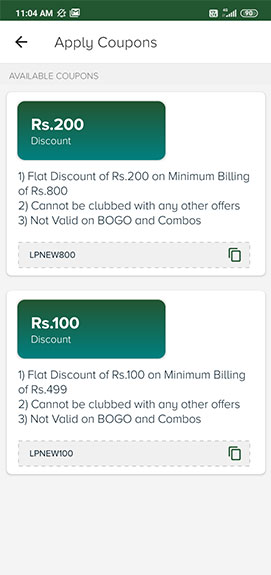 11:04 AM
4G
90
Apply Coupons
AVAILABLE COUPONS
Rs.200
Discount
1) Flat Discount of Rs.200 on Minimum Billing
of Rs.800
2) Cannot be clubbed with any other offers
3) Not Valid on BOGO and Combos
LPNEW800
Rs.100
Discount
1) Flat Discount of Rs.100 on Minimum Billing
of Rs.499
2) Cannot be clubbed with any other offers
3) Not Valid on BOGO and Combos
LPNEW100